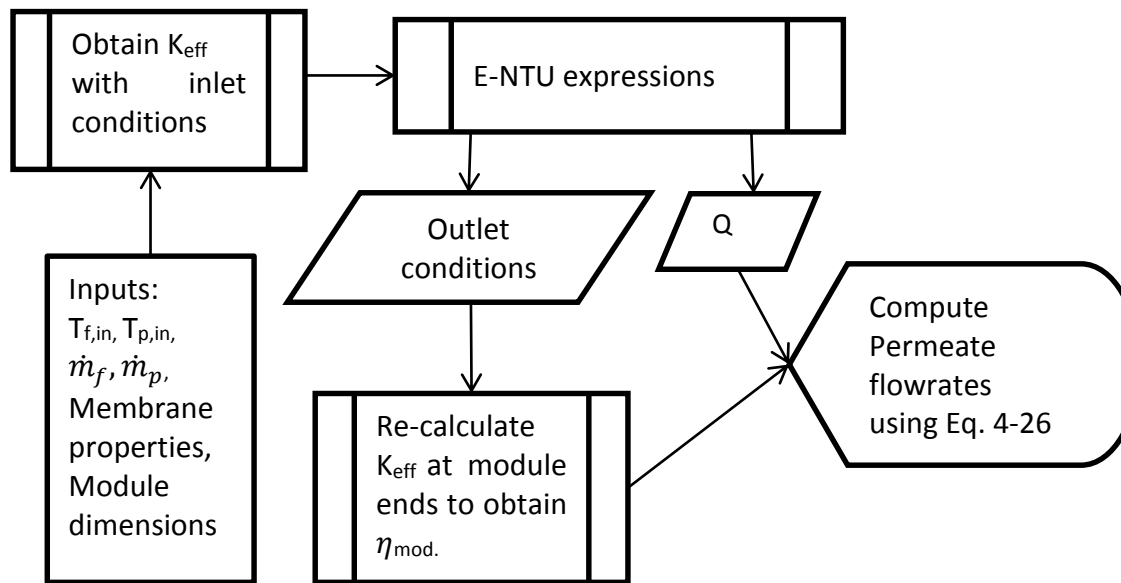 Obtain K_eff
with inlet
conditions
E-NTU expressions
Outlet
conditions
Q
Inputs:
T_f,in, T_p,in,
ṁ_f, ṁ_p,
Membrane
properties,
Module
dimensions
Re-calculate
K_eff at module
ends to obtain
η_mod.
Compute
Permeate
flowrates
using Eq. 4-26